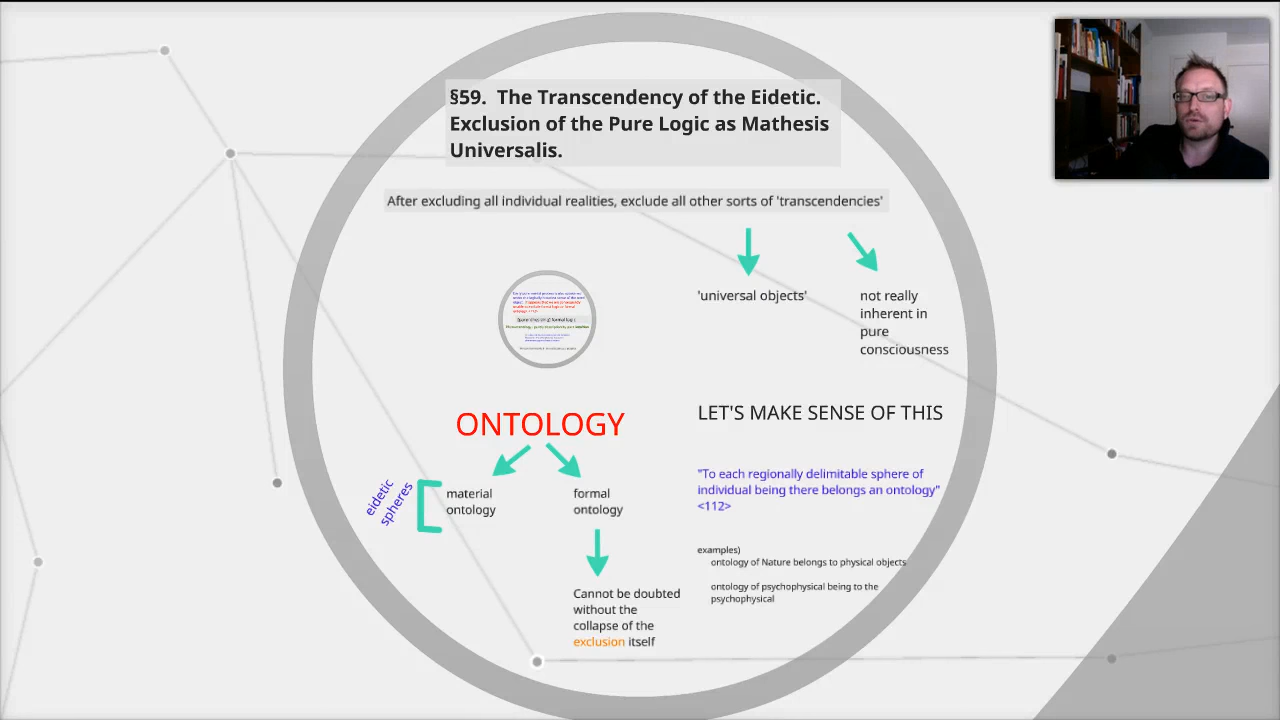 §59.  The Transcendency of the Eidetic.
Exclusion of the Pure Logic as Mathesis
Universalis.
After excluding all individual realities, exclude all other sorts of 'transcendencies'
'universal objects'
not really
inherent in
pure
consciousness
ONTOLOGY
eidetic
spheres
material
ontology
formal
ontology
Cannot be doubted
without the
collapse of the
exclusion itself
LET'S MAKE SENSE OF THIS
"To each regionally delimitable sphere of
individual being there belongs an ontology"
<112>
examples)
ontology of Nature belongs to physical objects
ontology of psychophysical being to the
psychophysical